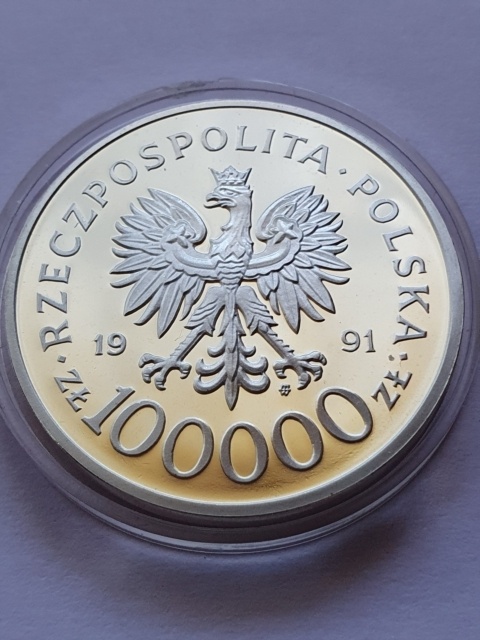 RZECZPOSPOLITA · POLSKA
19 91
ZŁ 100000 ZŁ